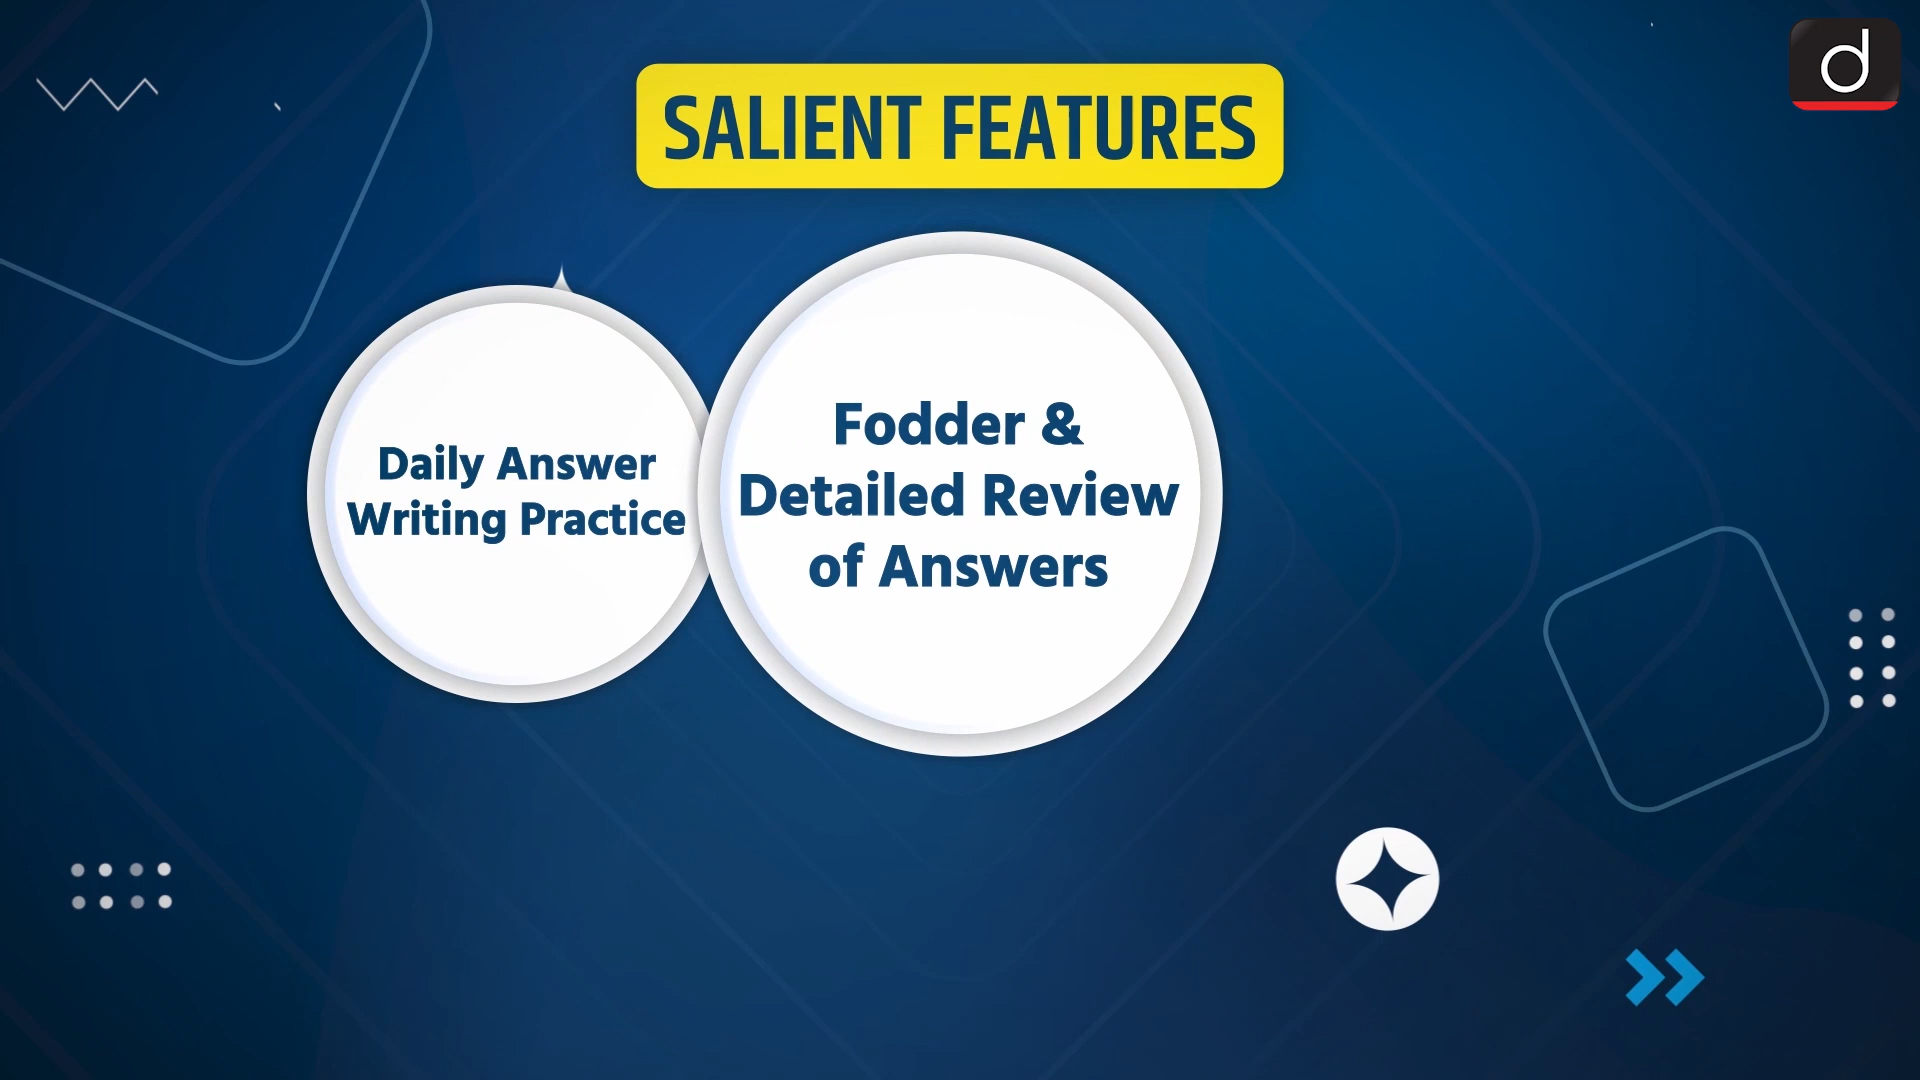 SALIENT FEATURES
d
Daily Answer
Writing Practice
Fodder &
Detailed Review
of Answers